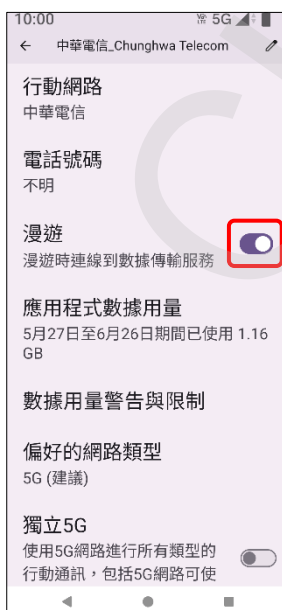 10:00 5G
中華電信_Chunghwa Telecom
行動網路
中華電信
電話號碼
不明
漫遊
漫遊時連線到數據傳輸服務
應用程式數據用量
5月27日至6月26日期間已使用 1.16
GB
數據用量警告與限制
偏好的網路類型
5G (建議)
獨立5G
使用5G網路進行所有類型的
行動通訊，包括5G網路可使